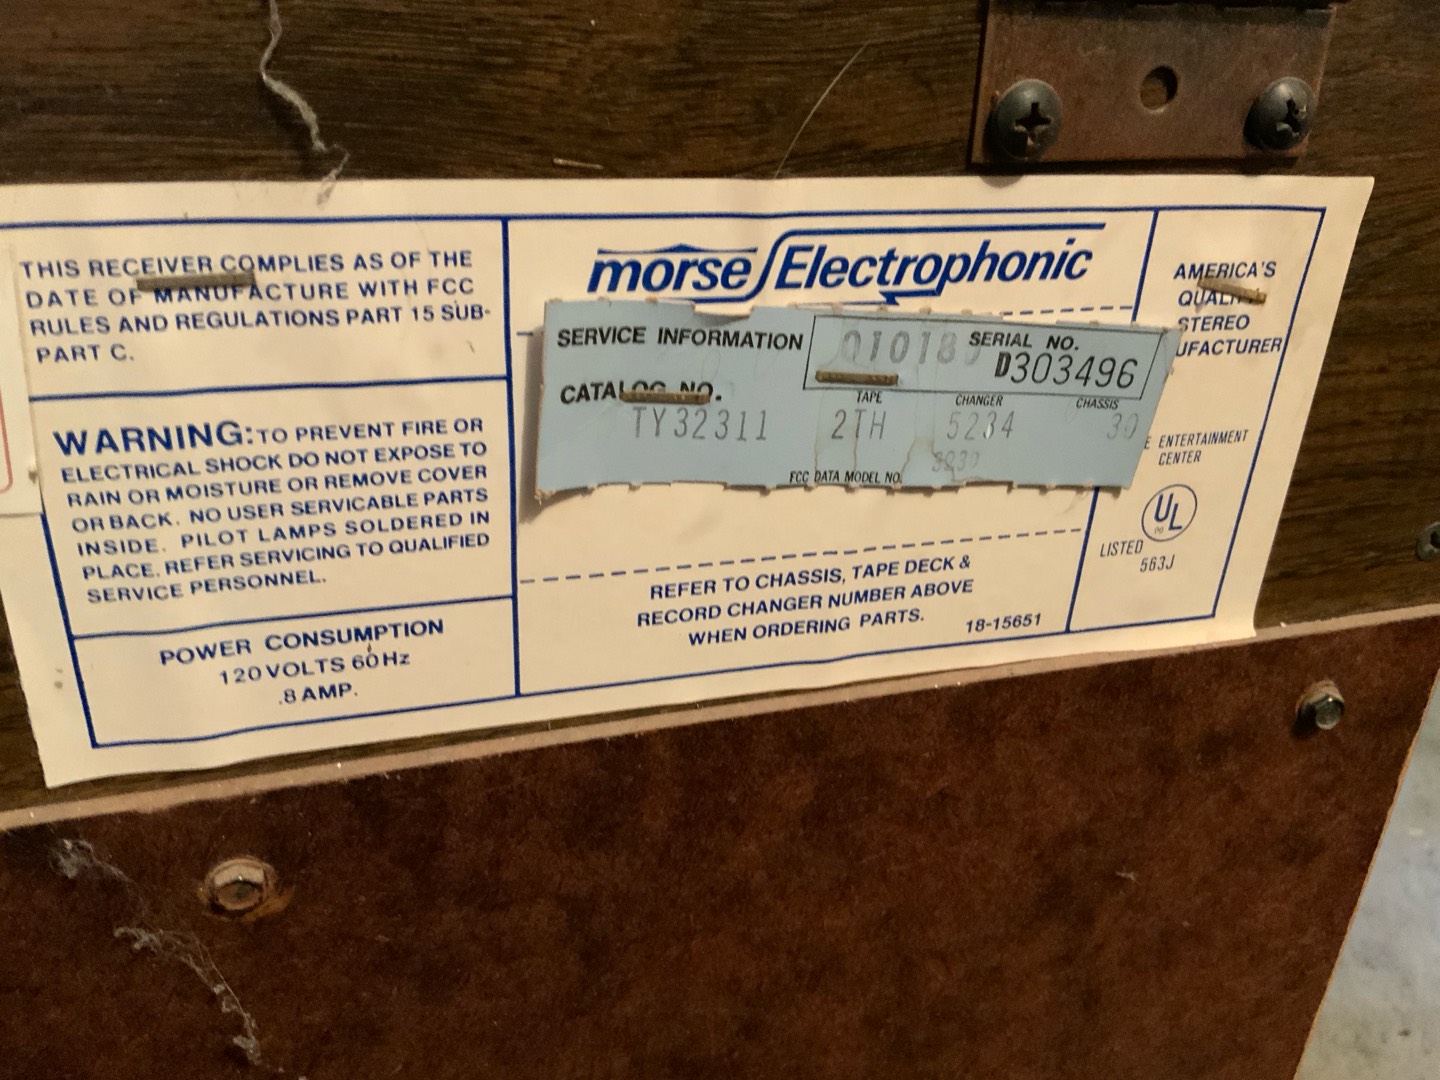 THIS RECEIVER COMPLIES AS OF THE
DATE OF MANUFACTURE WITH FCC
RULES AND REGULATIONS PART 15 SUB-
PART C.
WARNING: TO PREVENT FIRE OR
ELECTRICAL SHOCK DO NOT EXPOSE TO
RAIN OR MOISTURE OR REMOVE COVER
OR BACK. NO USER SERVICABLE PARTS
INSIDE. PILOT LAMPS SOLDERED IN
PLACE. REFER SERVICING TO QUALIFIED
SERVICE PERSONNEL.
POWER CONSUMPTION
120 VOLTS 60 Hz
.8 AMP.
morse Electrophonic
SERVICE INFORMATION
SERIAL NO.
D303496
CATALOG NO.
TY32311
TAPE
2TH
CHANGER
5234
CHASSIS
30
FCC DATA MODEL NO.
REFER TO CHASSIS, TAPE DECK &
RECORD CHANGER NUMBER ABOVE
WHEN ORDERING PARTS.
18-15651
AMERICA'S
STEREO
ENTERTAINMENT
CENTER
UL
LISTED
563J